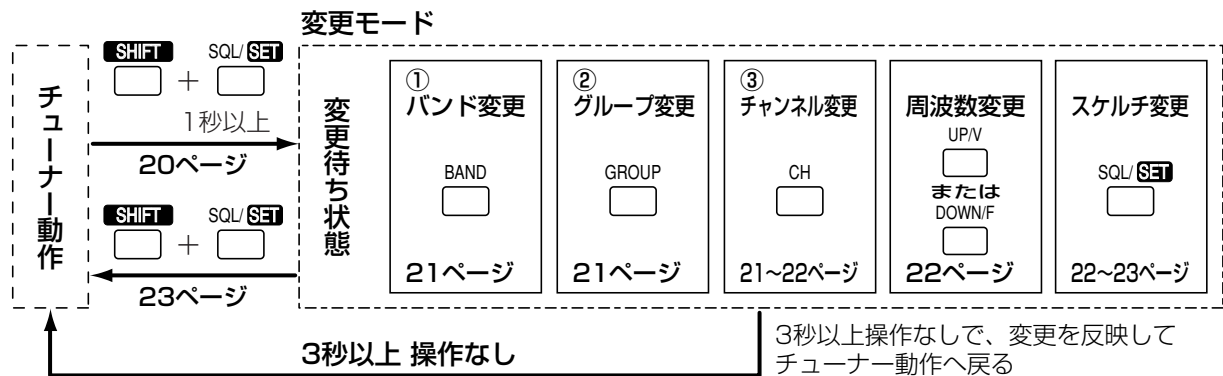 変更モード
SHIFT SQL/SET
＋
1秒以上
20ページ
SHIFT SQL/SET
＋
23ページ
チューナー動作
変更待ち状態
①
バンド変更
BAND
21ページ
②
グループ変更
GROUP
21ページ
③
チャンネル変更
CH
21～22ページ
周波数変更
UP/V
または
DOWN/F
22ページ
スケルチ変更
SQL/SET
22～23ページ
3秒以上 操作なし
3秒以上操作なしで、変更を反映して
チューナー動作へ戻る